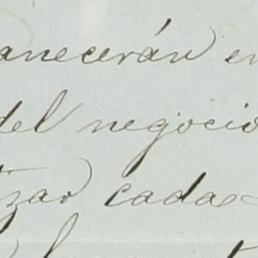 anecerán en
del negocio
zar cada